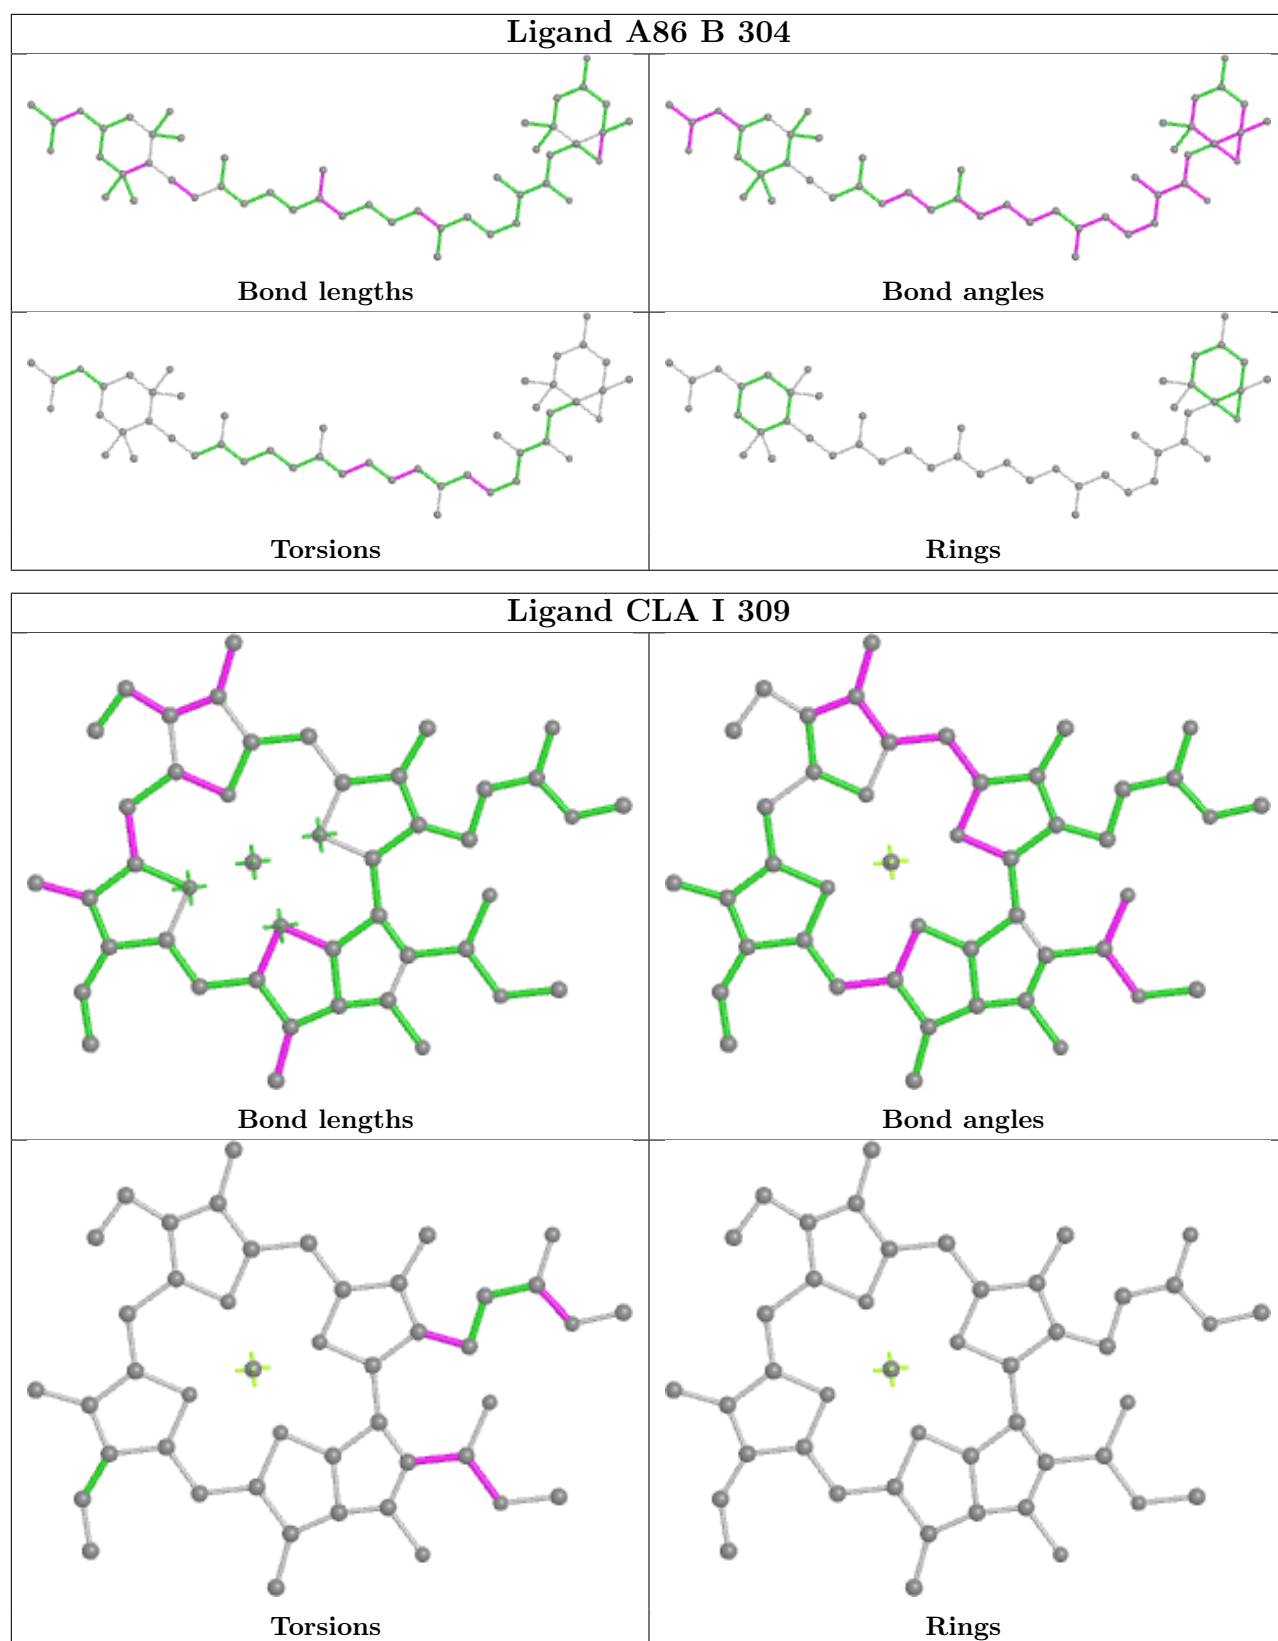 Ligand A86 B 304
Bond lengths
Bond angles
Torsions
Rings
Ligand CLA I 309
Bond lengths
Bond angles
Torsions
Rings